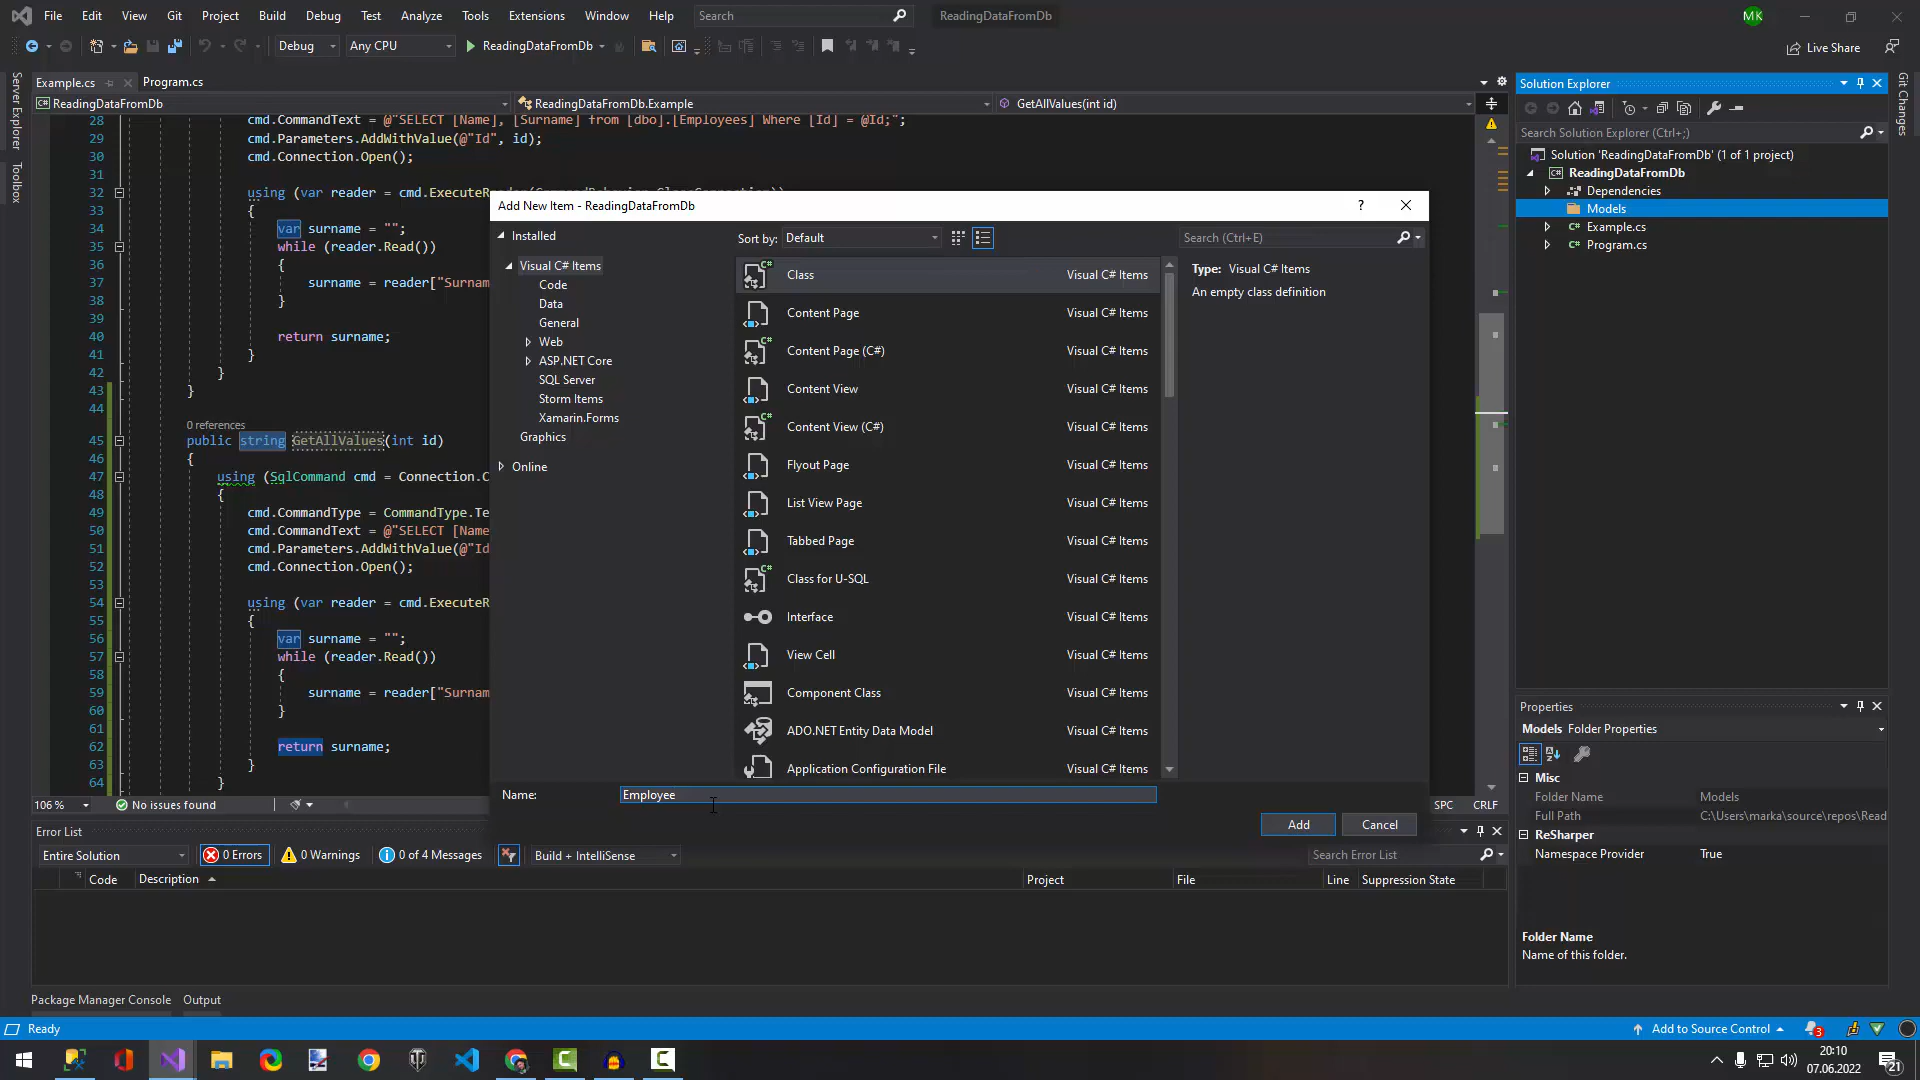 File Edit View Git Project Build Debug Test Analyze Tools Extensions Window Help Search ReadingDataFromDb MK
Debug Any CPU ReadingDataFromDb Live Share
Server Explorer
Toolbox
Example.cs Program.cs
ReadingDataFromDb ReadingDataFromDb.Example GetAllValues(int id)
28 cmd.CommandText = @"SELECT [Name], [Surname] from [dbo].[Employees] Where [Id] = @Id;";
29 cmd.Parameters.AddWithValue(@"Id", id);
30 cmd.Connection.Open();
31
32 using (var reader = cmd.ExecuteReader(CommandBehavior.CloseConnection))
33 {
34 var surname = "";
35 while (reader.Read())
36 {
37 surname = reader["Surnam
38 }
39
40 return surname;
41 }
42 }
43 }
44
0 references
45 public string GetAllValues(int id)
46 {
47 using (SqlCommand cmd = Connection.C
48 {
49 cmd.CommandType = CommandType.Te
50 cmd.CommandText = @"SELECT [Name
51 cmd.Parameters.AddWithValue(@"Id
52 cmd.Connection.Open();
53
54 using (var reader = cmd.ExecuteR
55 {
56 var surname = "";
57 while (reader.Read())
58 {
59 surname = reader["Surnam
60 }
61
62 return surname;
63 }
64 }
106 % No issues found SPC CRLF
Add New Item - ReadingDataFromDb ?
Installed
Visual C# Items
Code
Data
General
Web
ASP.NET Core
SQL Server
Storm Items
Xamarin.Forms
Graphics
Online
Sort by: Default
Search (Ctrl+E)
Class Visual C# Items
Content Page Visual C# Items
Content Page (C#) Visual C# Items
Content View Visual C# Items
Content View (C#) Visual C# Items
Flyout Page Visual C# Items
List View Page Visual C# Items
Tabbed Page Visual C# Items
Class for U-SQL Visual C# Items
Interface Visual C# Items
View Cell Visual C# Items
Component Class Visual C# Items
ADO.NET Entity Data Model Visual C# Items
Application Configuration File Visual C# Items
Type: Visual C# Items
An empty class definition
Name: Employee
Add Cancel
Solution Explorer
Search Solution Explorer (Ctrl+;)
Solution 'ReadingDataFromDb' (1 of 1 project)
ReadingDataFromDb
Dependencies
Models
Example.cs
Program.cs
Git Changes
Properties
Models Folder Properties
Misc
Folder Name Models
Full Path C:\Users\marka\source\repos\Read
ReSharper
Namespace Provider True
Folder Name
Name of this folder.
Error List
Entire Solution 0 Errors 0 Warnings 0 of 4 Messages Build + IntelliSense Search Error List
Code Description Project File Line Suppression State
Package Manager Console Output
Ready Add to Source Control 3
20:10
07.06.2022 21